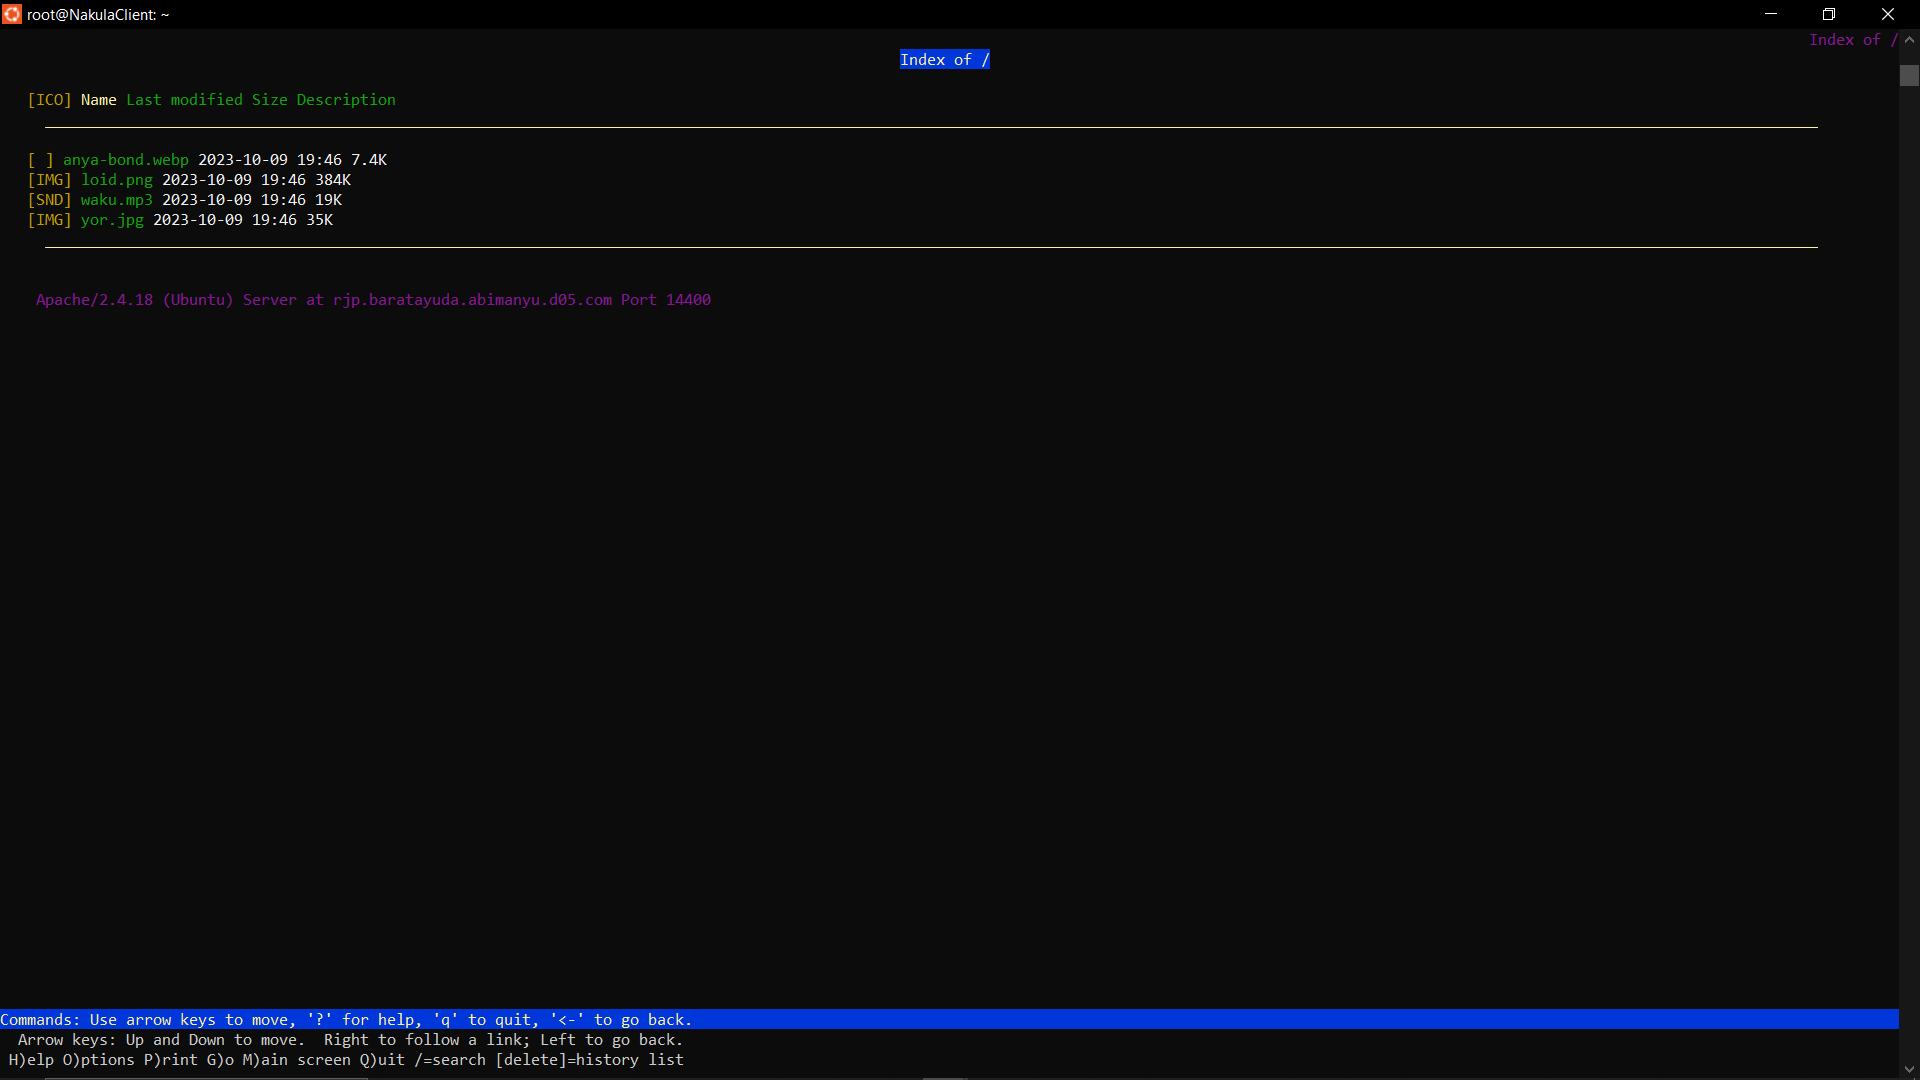 root@NakulaClient: ~
Index of /
Index of /
[ICO] Name Last modified Size Description
[ ] anya-bond.webp 2023-10-09 19:46 7.4K
[IMG] loid.png 2023-10-09 19:46 384K
[SND] waku.mp3 2023-10-09 19:46 19K
[IMG] yor.jpg 2023-10-09 19:46 35K
Apache/2.4.18 (Ubuntu) Server at rjp.baratayuda.abimanyu.d05.com Port 14400
Commands: Use arrow keys to move, '?' for help, 'q' to quit, '<-' to go back.
Arrow keys: Up and Down to move.  Right to follow a link; Left to go back.
H)elp O)ptions P)rint G)o M)ain screen Q)uit /=search [delete]=history list